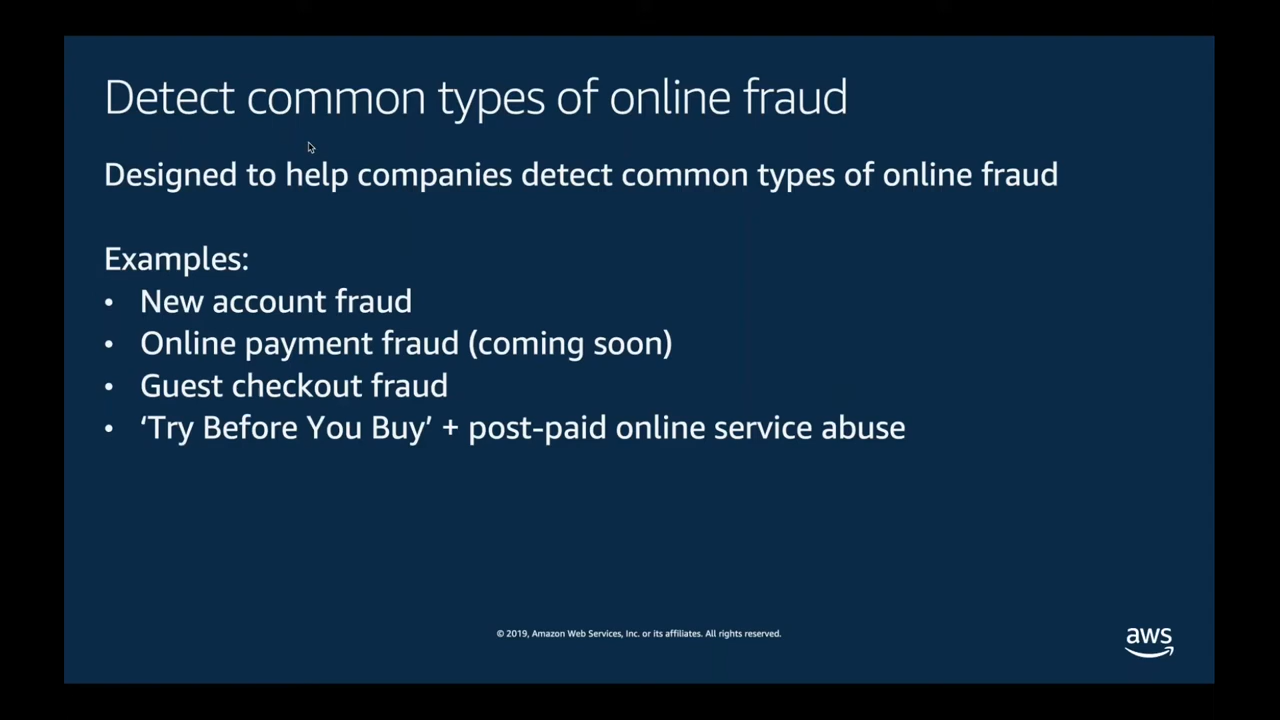 Detect common types of online fraud
Designed to help companies detect common types of online fraud
Examples:
• New account fraud
• Online payment fraud (coming soon)
• Guest checkout fraud
• ‘Try Before You Buy’ + post-paid online service abuse
© 2019, Amazon Web Services, Inc. or its affiliates. All rights reserved.
aws